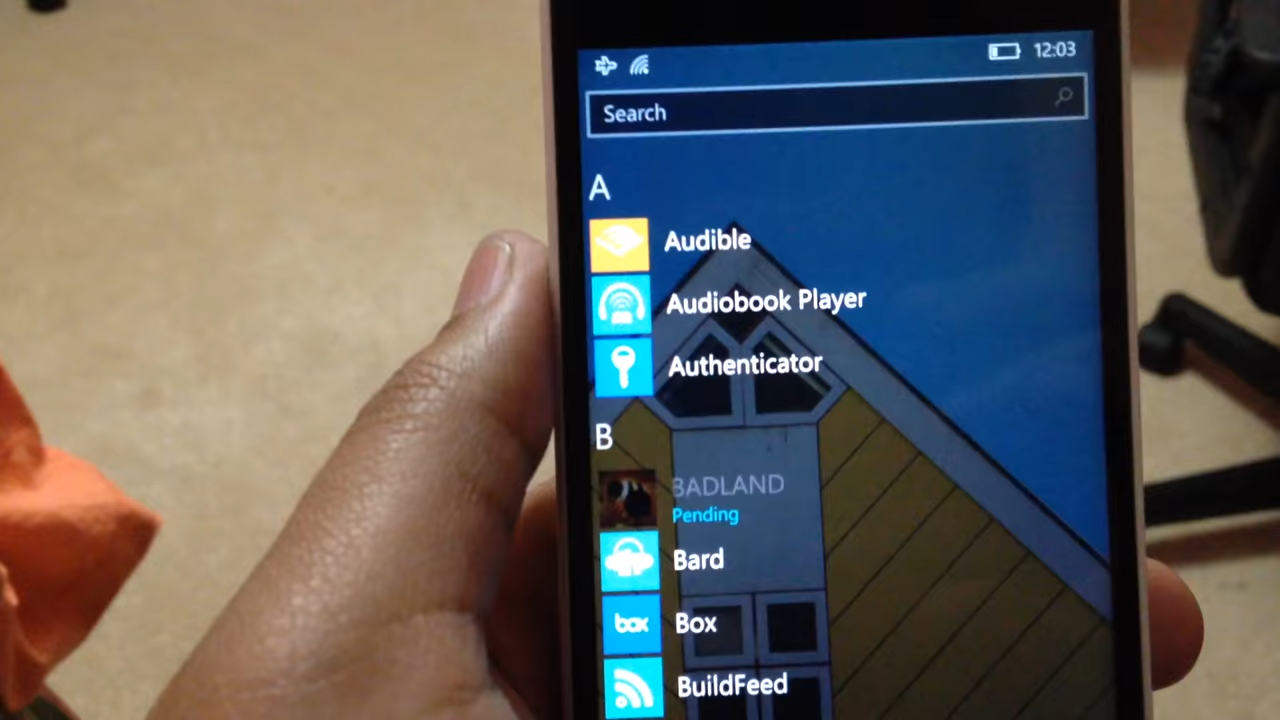 12:03
Search
A
Audible
Audiobook Player
Authenticator
B
BADLAND
Pending
Bard
box Box
BuildFeed